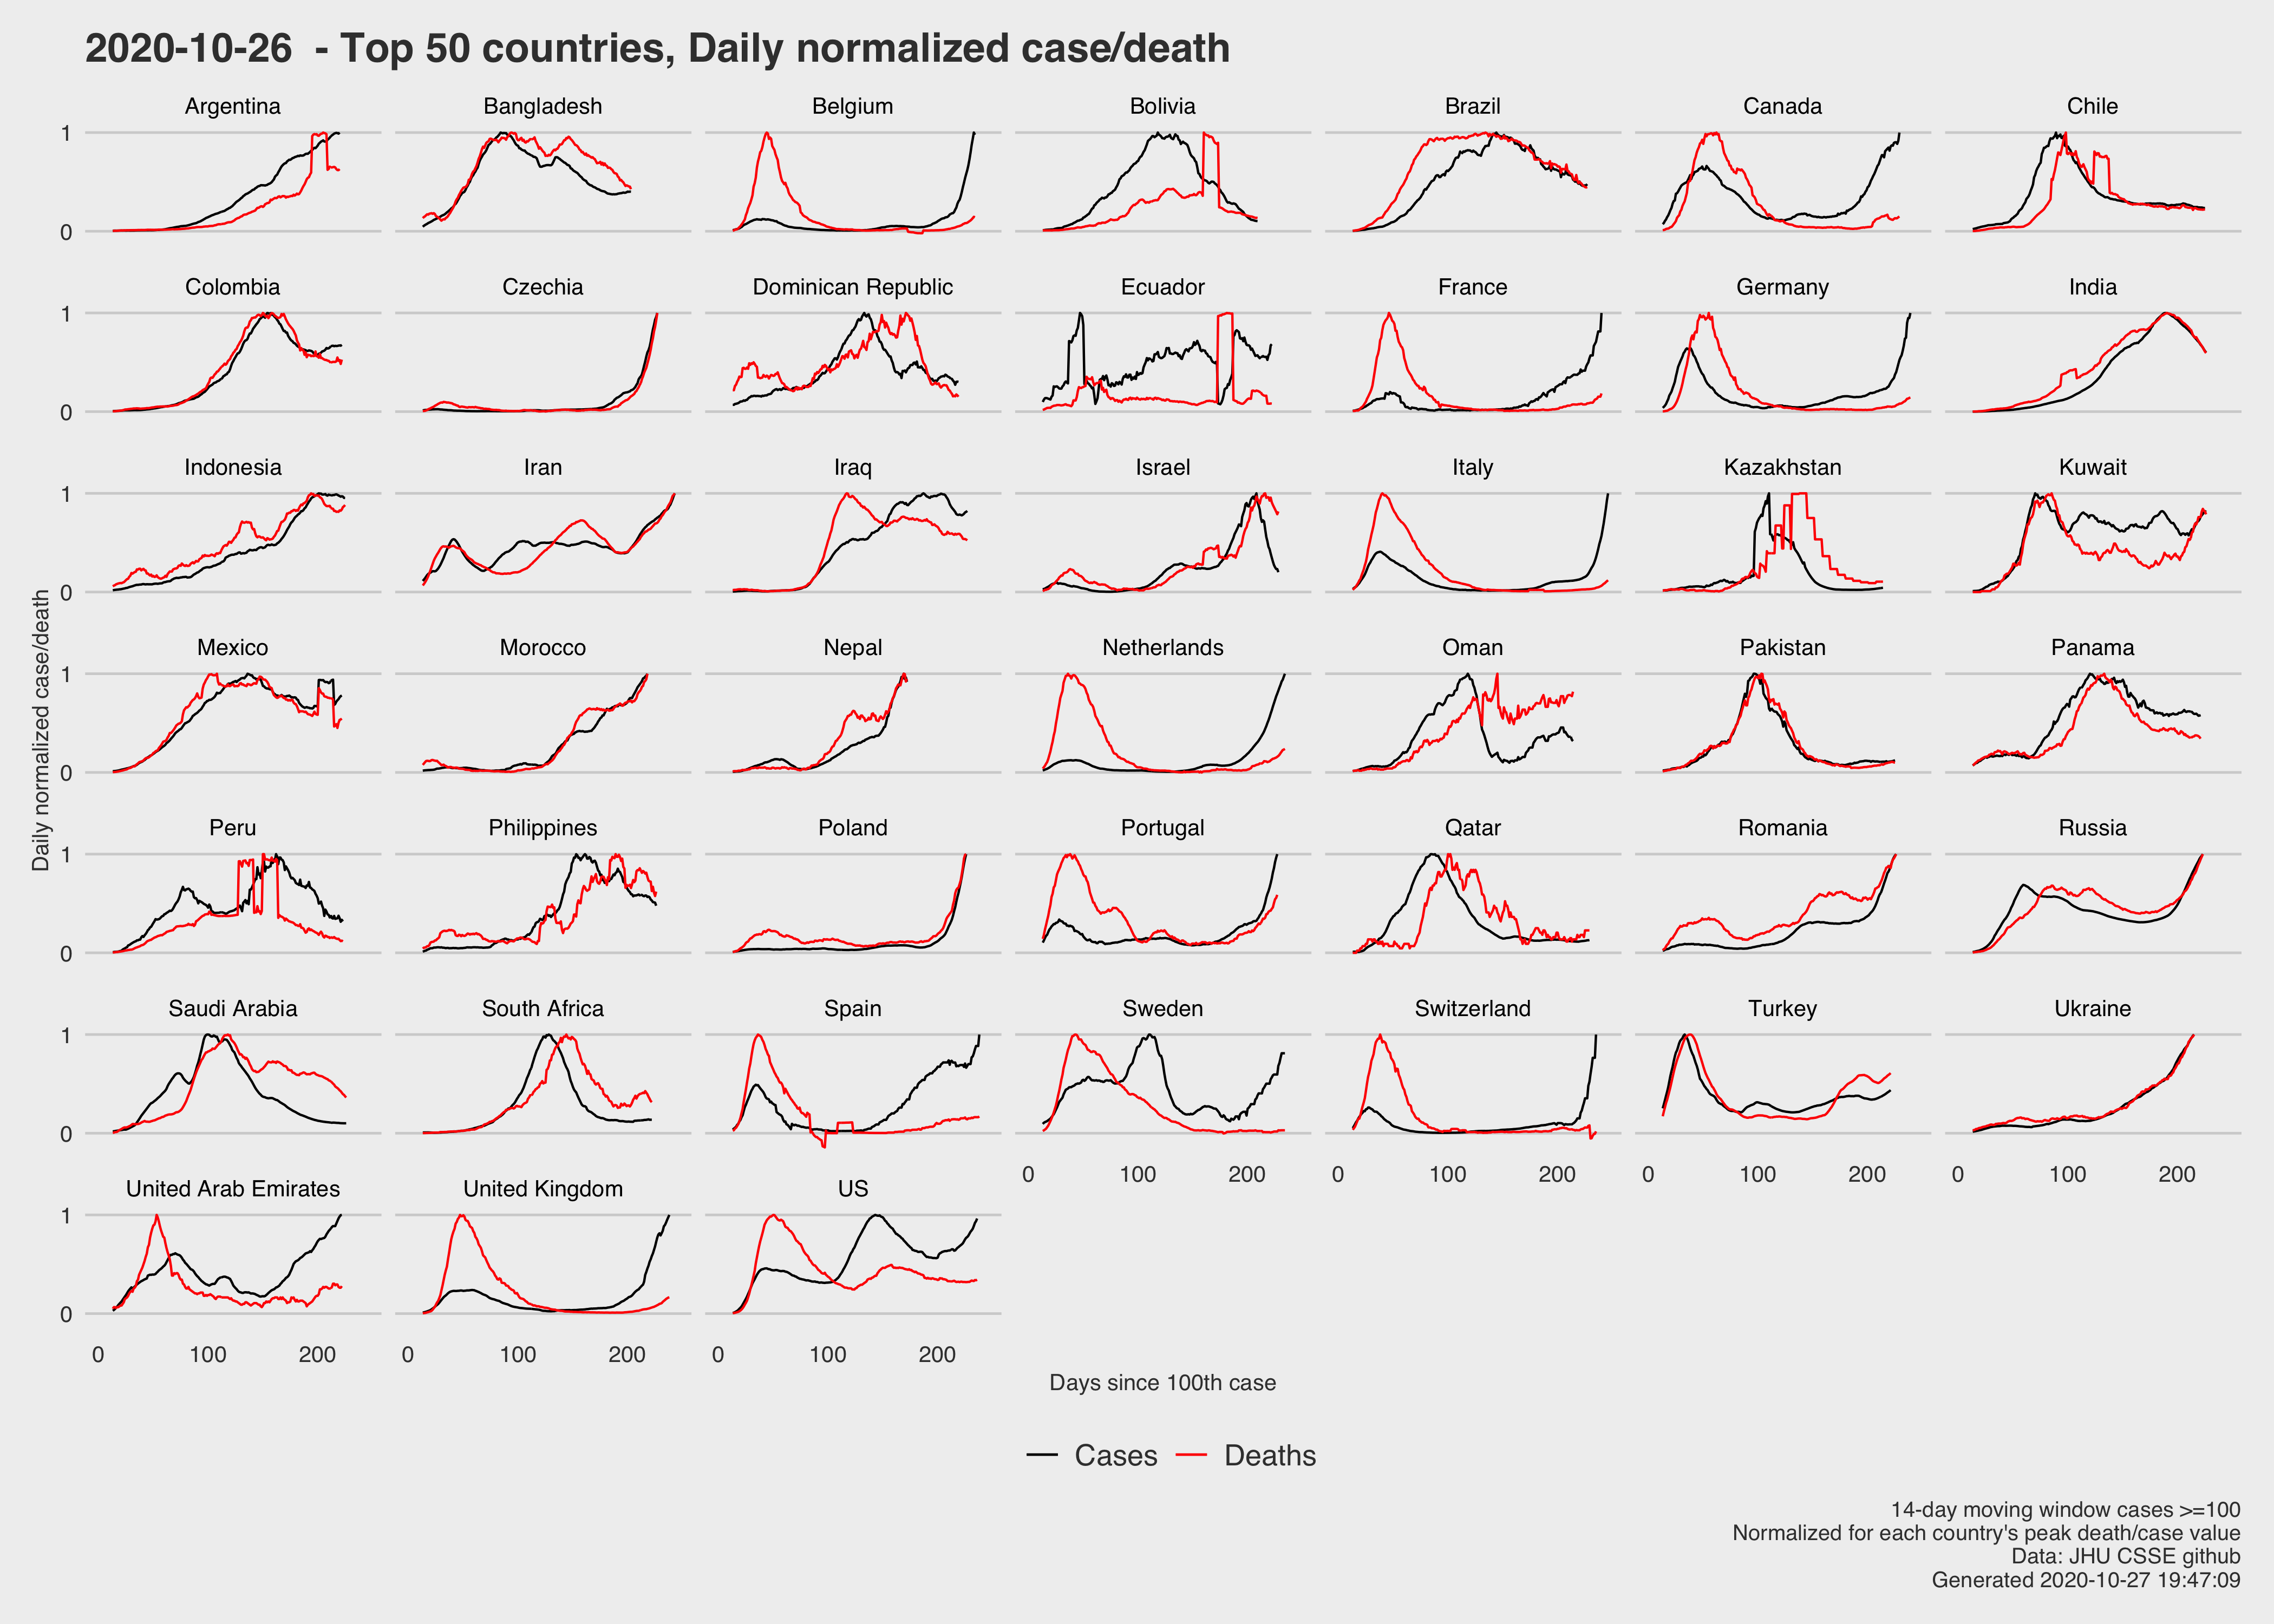 2020-10-26  - Top 50 countries, Daily normalized case/death
Argentina Bangladesh Belgium Bolivia Brazil Canada Chile
1
0
Colombia Czechia Dominican Republic Ecuador France Germany India
1
0
Indonesia Iran Iraq Israel Italy Kazakhstan Kuwait
1
0
Mexico Morocco Nepal Netherlands Oman Pakistan Panama
1
0
Peru Philippines Poland Portugal Qatar Romania Russia
1
0
Saudi Arabia South Africa Spain Sweden Switzerland Turkey Ukraine
1
0
0 100 200 0 100 200 0 100 200 0 100 200
United Arab Emirates United Kingdom US
1
0
0 100 200 0 100 200 0 100 200
Daily normalized case/death
Days since 100th case
Cases Deaths
14-day moving window cases >=100
Normalized for each country's peak death/case value
Data: JHU CSSE github
Generated 2020-10-27 19:47:09